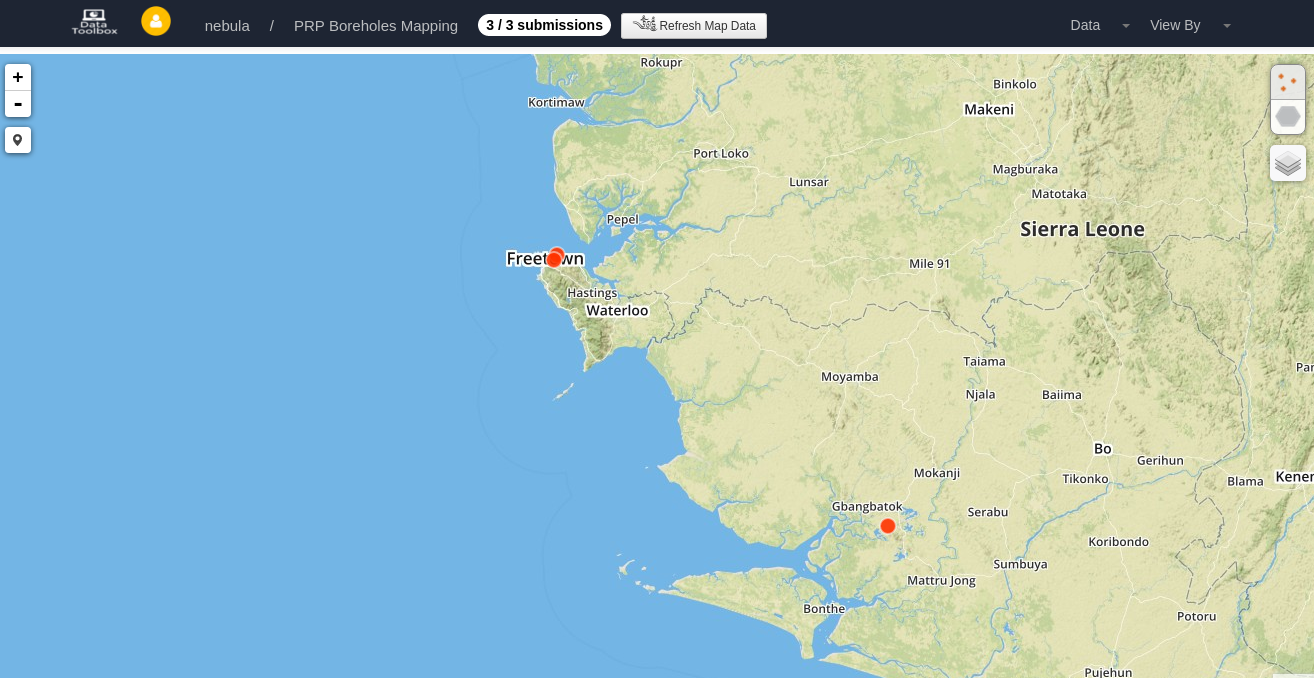 Data
Toolbox
nebula / PRP Boreholes Mapping 3 / 3 submissions Refresh Map Data Data View By
+
-
Rokupr
Binkolo
Kortimaw
Makeni
Port Loko
Magburaka
Lunsar
Matotaka
Pepel
Sierra Leone
Freetown
Mile 91
Hastings
Waterloo
Taiama
Pan
Moyamba
Njala
Baiima
Bo
Gerihun
Mokanji
Tikonko
Blama
Kener
Gbangbatok
Serabu
Koribondo
Sumbuya
Mattru Jong
Bonthe
Potoru
Pujehun